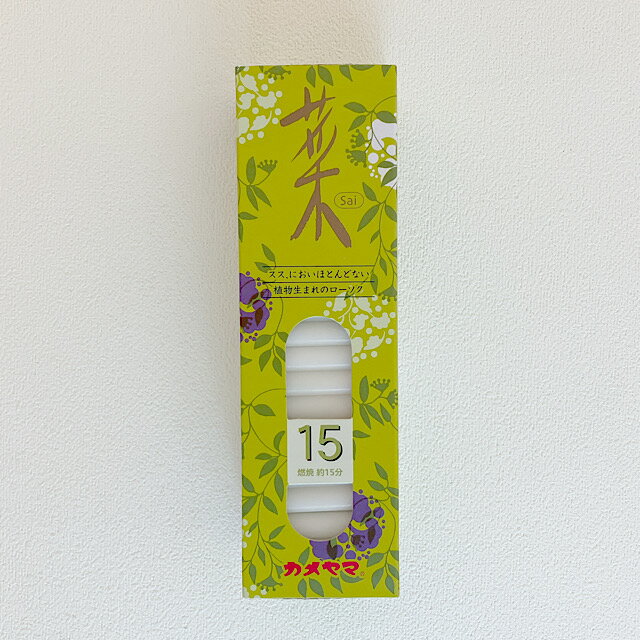 菜
Sai
スス、においほとんどない
植物生まれのローソク
15
燃焼 約15分
カメヤマ®